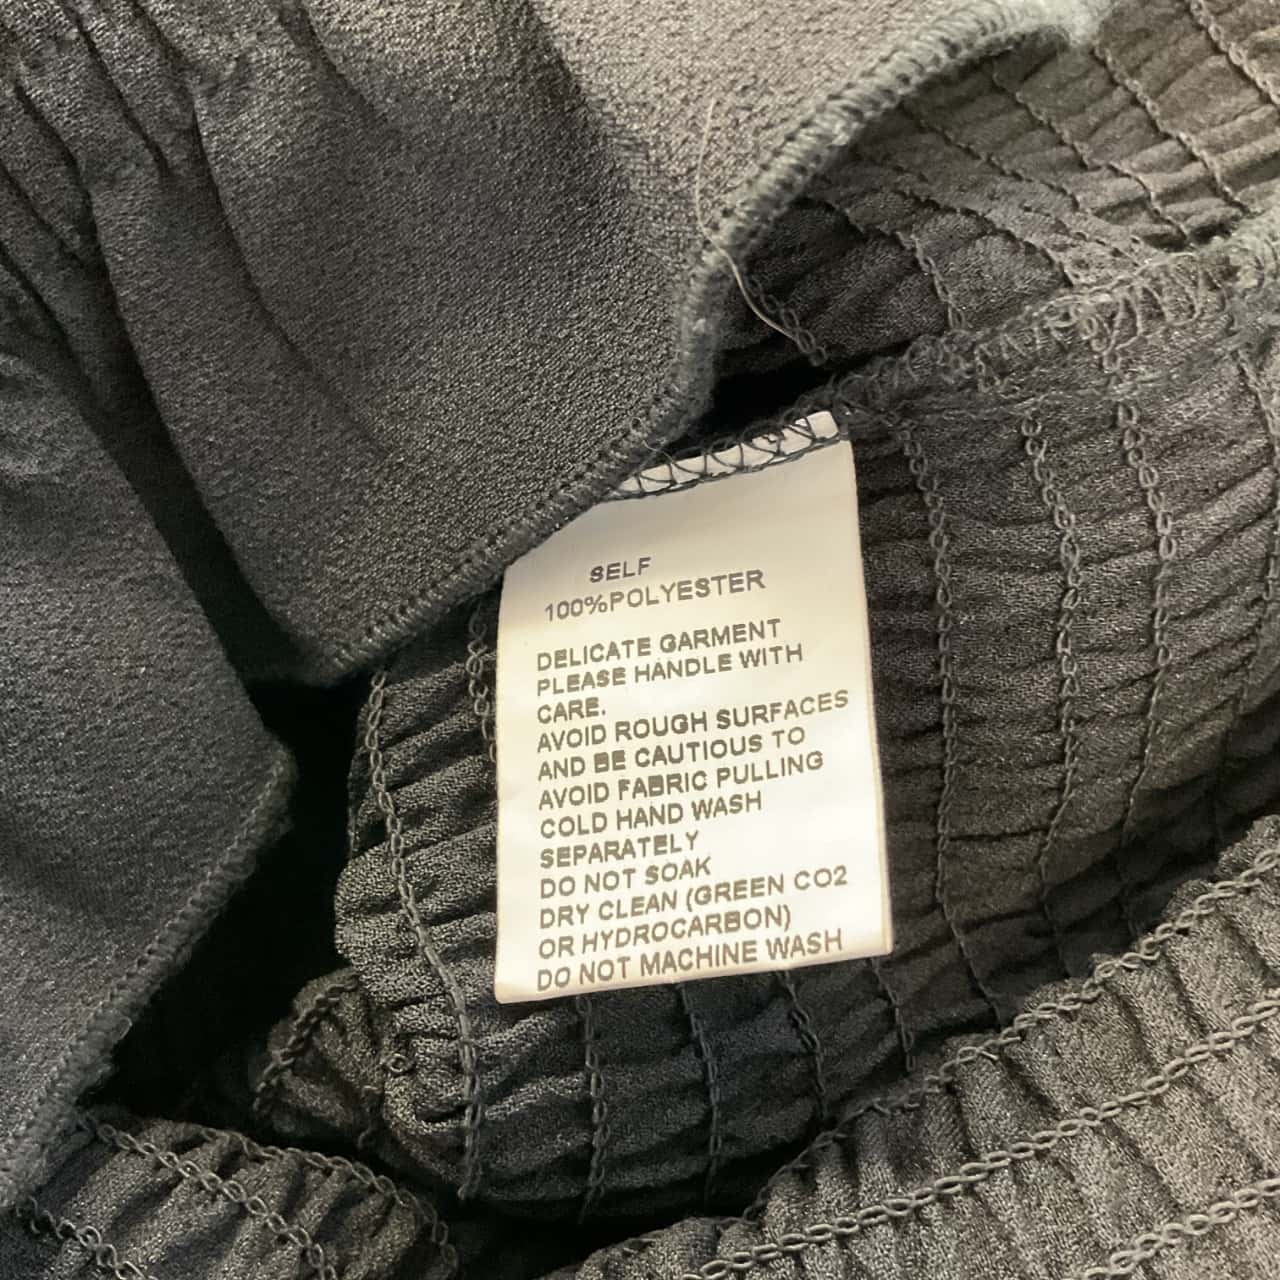 SELF
100%POLYESTER
DELICATE GARMENT
PLEASE HANDLE WITH
CARE.
AVOID ROUGH SURFACES
AND BE CAUTIOUS TO
AVOID FABRIC PULLING
COLD HAND WASH
SEPARATELY
DO NOT SOAK
DRY CLEAN (GREEN CO2
OR HYDROCARBON)
DO NOT MACHINE WASH